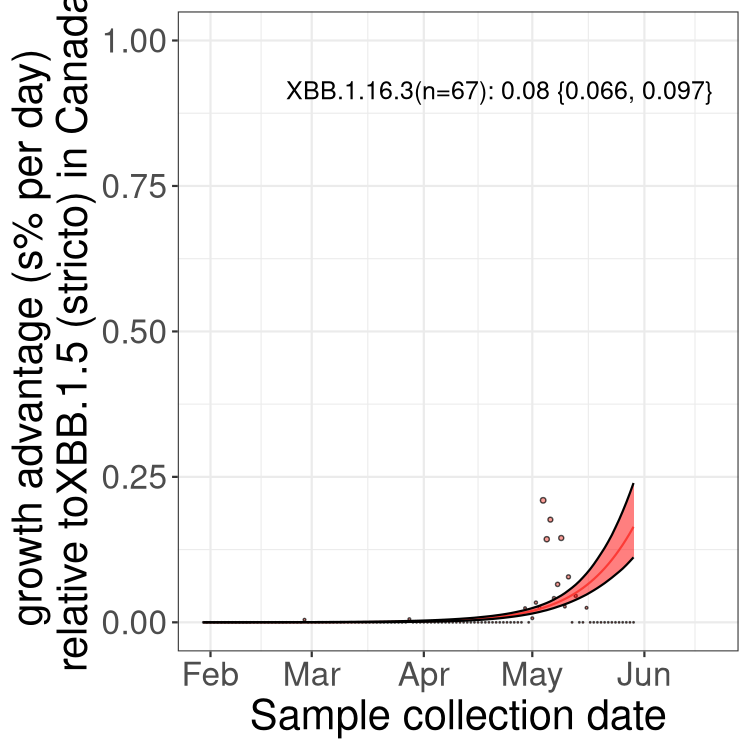 growth advantage (s% per day)
relative toXBB.1.5 (stricto) in Canada
1.00
0.75
0.50
0.25
0.00
XBB.1.16.3(n=67): 0.08 {0.066, 0.097}
Feb Mar Apr May Jun
Sample collection date